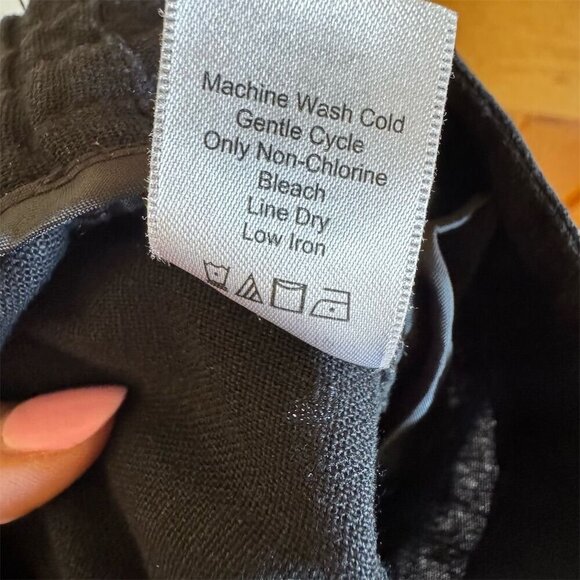 Machine Wash Cold
Gentle Cycle
Only Non-Chlorine
Bleach
Line Dry
Low Iron